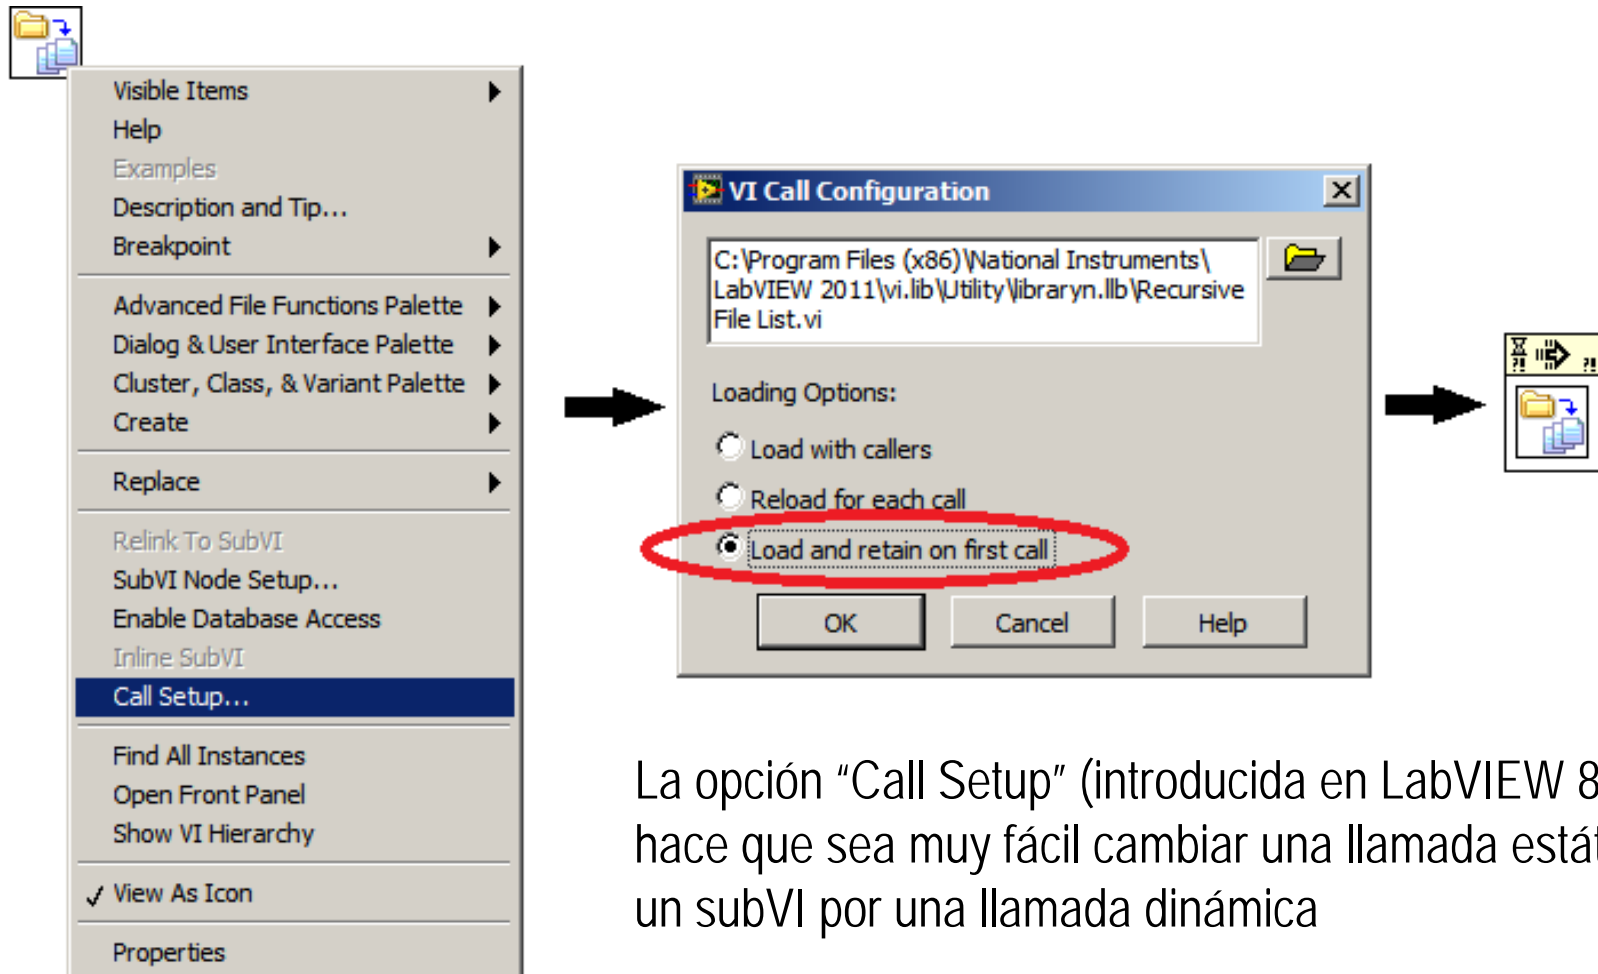 Visible Items
Help
Examples
Description and Tip...
Breakpoint
Advanced File Functions Palette
Dialog & User Interface Palette
Cluster, Class, & Variant Palette
Create
Replace
Relink To SubVI
SubVI Node Setup...
Enable Database Access
Inline SubVI
Call Setup...
Find All Instances
Open Front Panel
Show VI Hierarchy
View As Icon
Properties
VI Call Configuration
C:\Program Files (x86)\National Instruments\
LabVIEW 2011\vi.lib\Utility\libraryn.llb\Recursive
File List.vi
Loading Options:
Load with callers
Reload for each call
Load and retain on first call
OK Cancel Help
?! ?!
La opción “Call Setup” (introducida en LabVIEW 8
hace que sea muy fácil cambiar una llamada
un subVI por una llamada dinámica